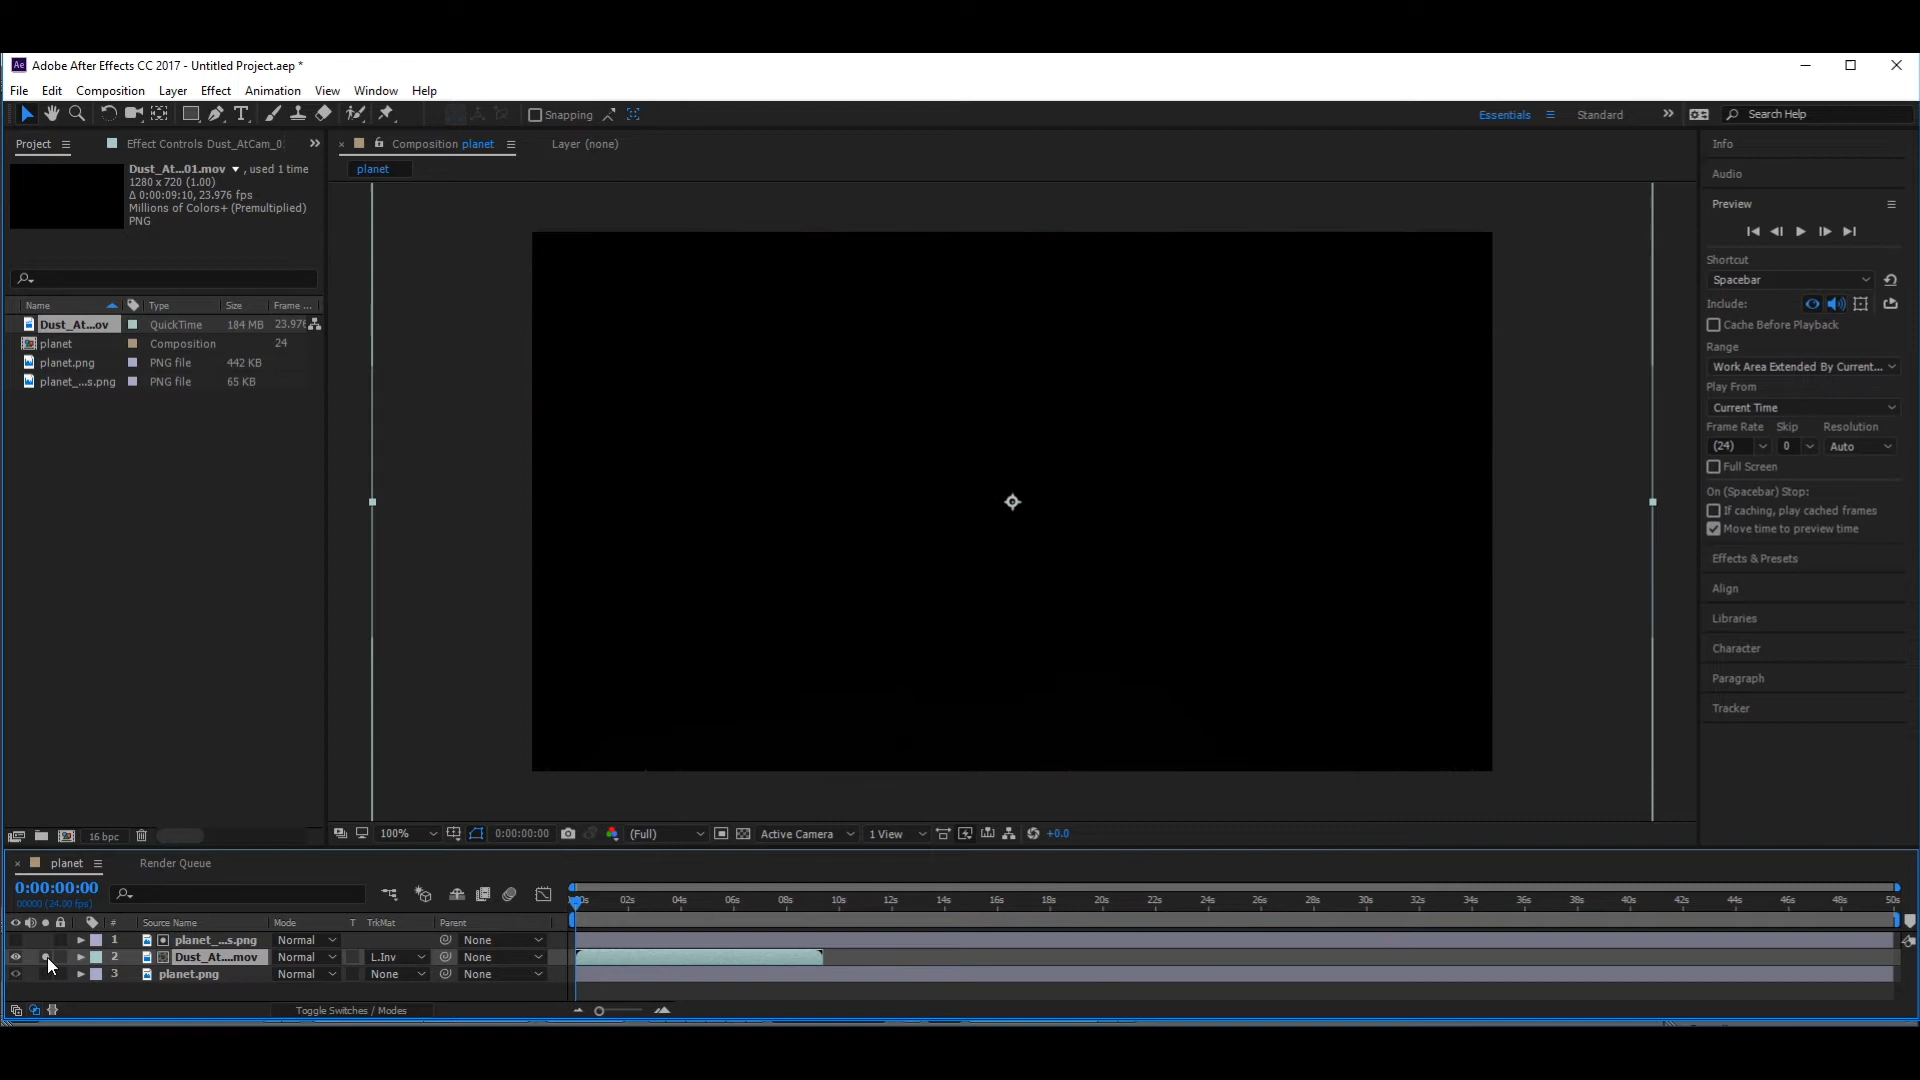 Adobe After Effects CC 2017 - Untitled Project.aep *
File Edit Composition Layer Effect Animation View Window Help
Snapping Essentials Standard Search Help
Project Effect Controls Dust_AtCam_0
Composition planet Layer (none)
planet
Dust_At...01.mov , used 1 time
1280 x 720 (1.00)
Δ 0:00:09:10, 23.976 fps
Millions of Colors+ (Premultiplied)
PNG
Name Type Size Frame ...
Dust_At...ov QuickTime 184 MB 23.976
planet Composition 24
planet.png PNG file 442 KB
planet_...s.png PNG file 65 KB
Info
Audio
Preview
Shortcut
Spacebar
Include:
Cache Before Playback
Range
Work Area Extended By Current...
Play From
Current Time
Frame Rate Skip Resolution
(24) 0 Auto
Full Screen
On (Spacebar) Stop:
If caching, play cached frames
Move time to preview time
Effects & Presets
Align
Libraries
Character
Paragraph
Tracker
16 bpc
100% 0:00:00:00 (Full) Active Camera 1 View +0.0
planet Render Queue
0:00:00:00
00000 (24.00 fps)
02s 04s 06s 08s 10s 12s 14s 16s 18s 20s 22s 24s 26s 28s 30s 32s 34s 36s 38s 40s 42s 44s 46s 48s 50s
# Source Name Mode T TrkMat Parent
1 planet_...s.png Normal None
2 Dust_At....mov Normal L.Inv None
3 planet.png Normal None None
Toggle Switches / Modes